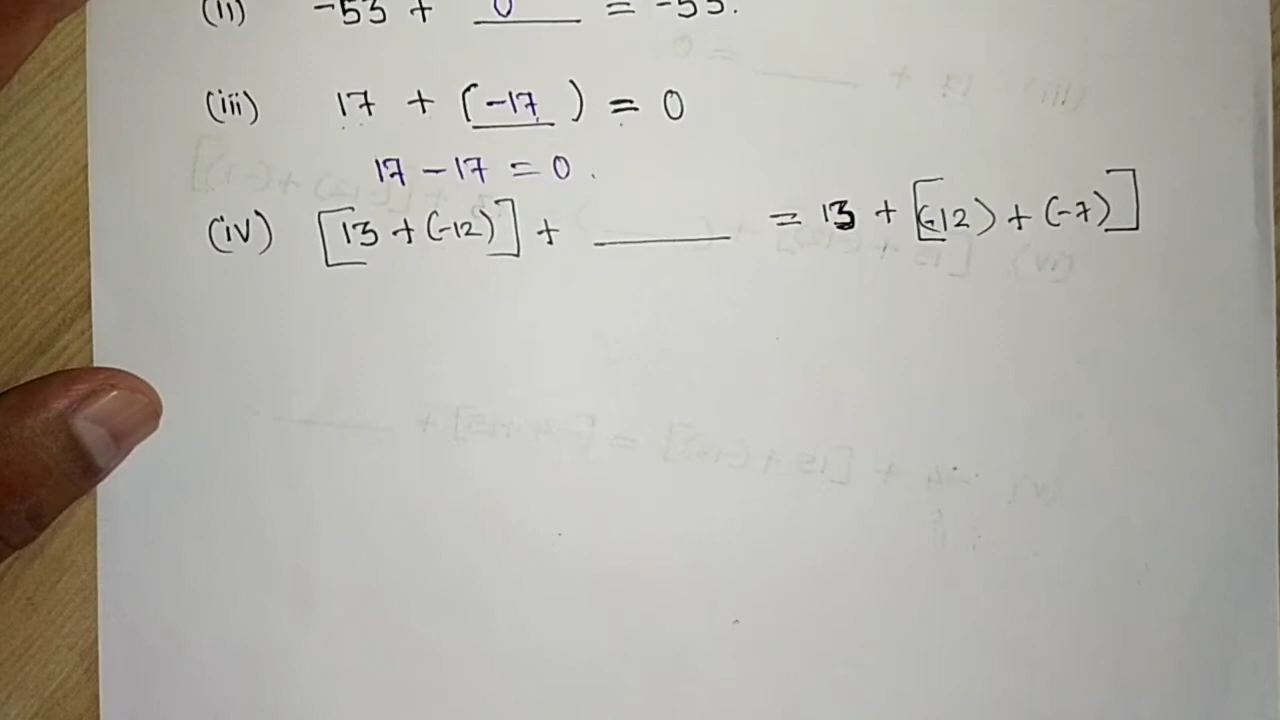 (ii) -53 + 0 = -53.
(iii) 17 + (-17) = 0
17 - 17 = 0.
(iv) [13 + (-12)] + ______ = 13 + [(-12) + (-7)]